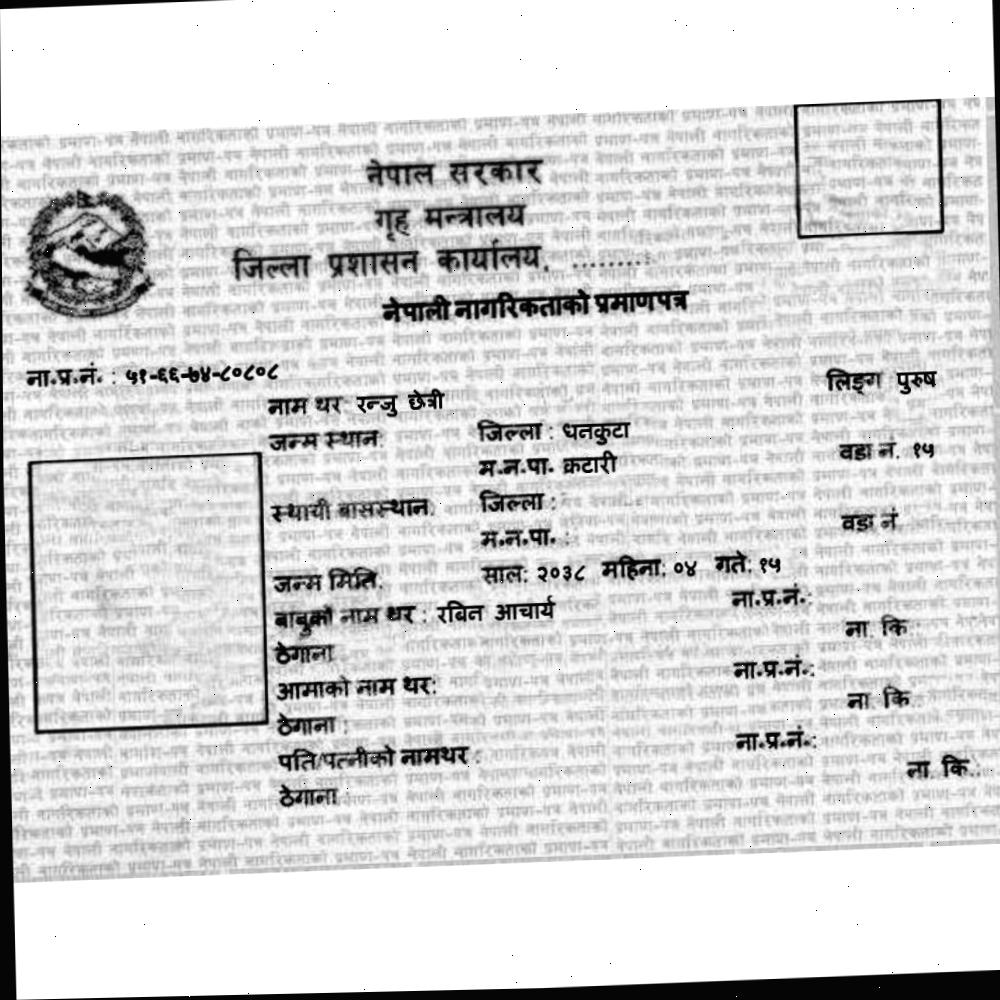 नेपाल सरकार
गृह मन्त्रालय
जिल्ला प्रशासन कार्यालय, .........
नेपाली नागरिकताको प्रमाणपत्र
ना.प्र.नं. : ५१-६६-७४-८०८०८
लिङ्ग पुरुष
नाम थर रन्जु छेत्री
जन्म स्थान: जिल्ला : धनकुटा
म.न.पा. कटारी वडा नं. १५
स्थायी बासस्थान: जिल्ला :
म.न.पा. : वडा नं
जन्म मिति: साल: २०३८ महिना: ०४ गते: १५
बाबुको नाम थर : रबिन आचार्य ना.प्र.नं.:
ठेगाना ना. कि
आमाको नाम थर: ना.प्र.नं.:
ठेगाना : ना. कि.
पति/पत्नीको नामथर : ना.प्र.नं.:
ठेगाना ना. कि.: